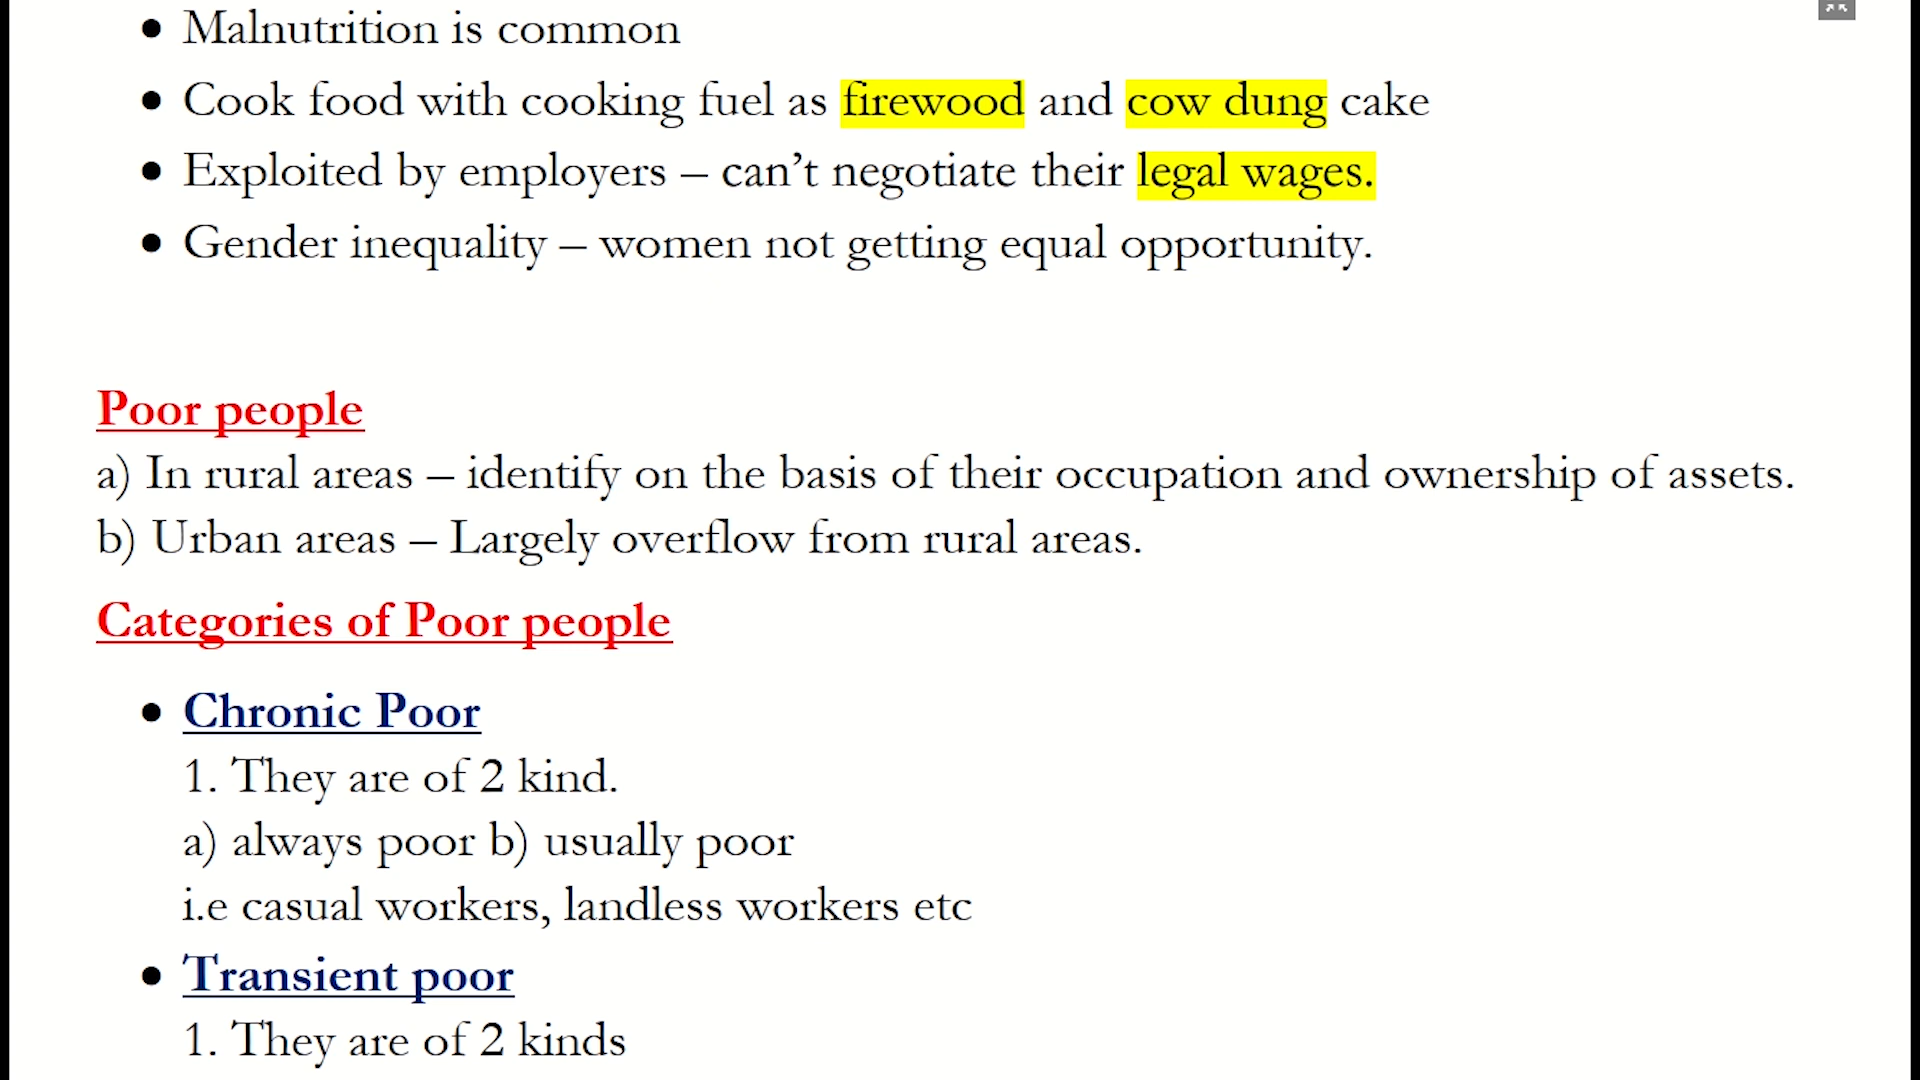 • Malnutrition is common
• Cook food with cooking fuel as firewood and cow dung cake
• Exploited by employers – can’t negotiate their legal wages.
• Gender inequality – women not getting equal opportunity.
Poor people
a) In rural areas – identify on the basis of their occupation and ownership of assets.
b) Urban areas – Largely overflow from rural areas.
Categories of Poor people
• Chronic Poor
1. They are of 2 kind.
a) always poor b) usually poor
i.e casual workers, landless workers etc
• Transient poor
1. They are of 2 kinds